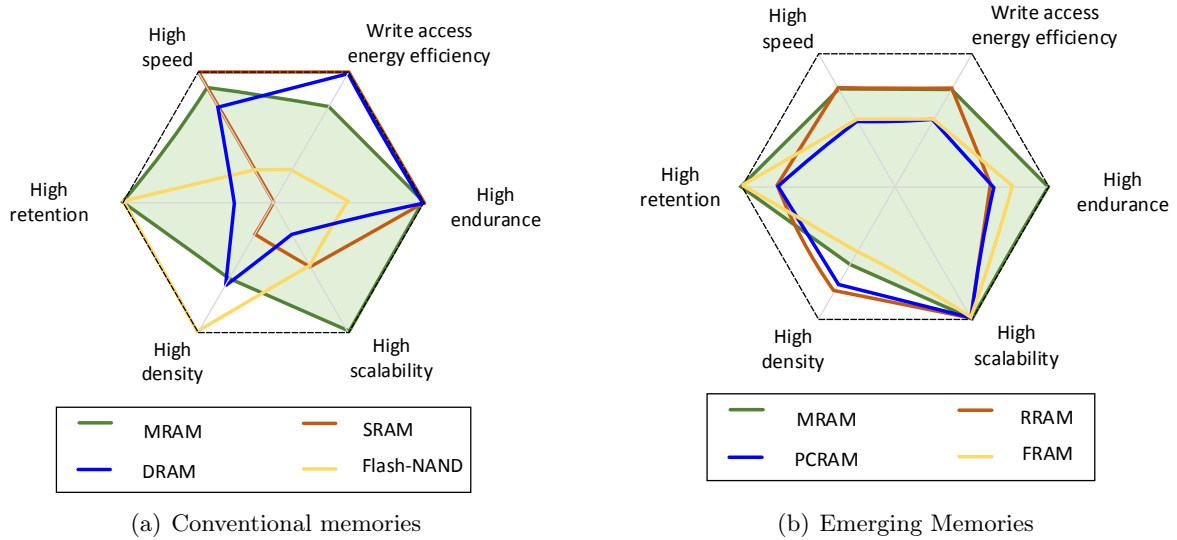 High
speed
Write access
energy efficiency
High
retention
High
endurance
High
density
High
scalability
MRAM
SRAM
DRAM
Flash-NAND
(a) Conventional memories
High
speed
Write access
energy efficiency
High
retention
High
endurance
High
density
High
scalability
MRAM
RRAM
PCRAM
FRAM
(b) Emerging Memories